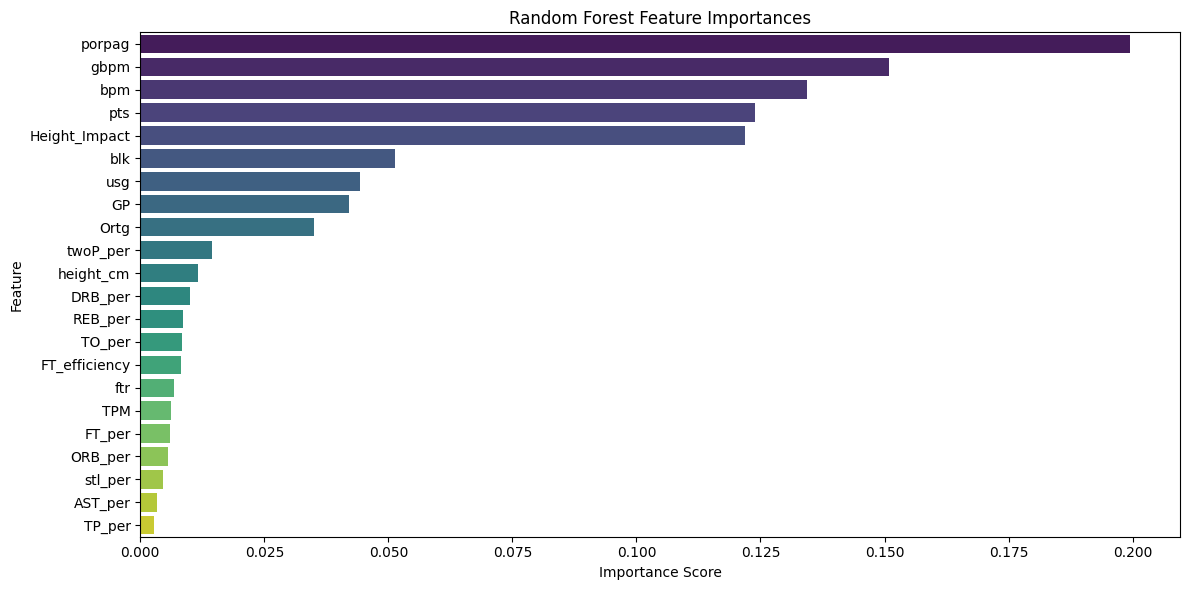 Random Forest Feature Importances
porpag
gbpm
bpm
pts
Height_Impact
blk
usg
GP
Ortg
twoP_per
height_cm
DRB_per
REB_per
TO_per
FT_efficiency
ftr
TPM
FT_per
ORB_per
stl_per
AST_per
TP_per
Feature
0.000 0.025 0.050 0.075 0.100 0.125 0.150 0.175 0.200
Importance Score